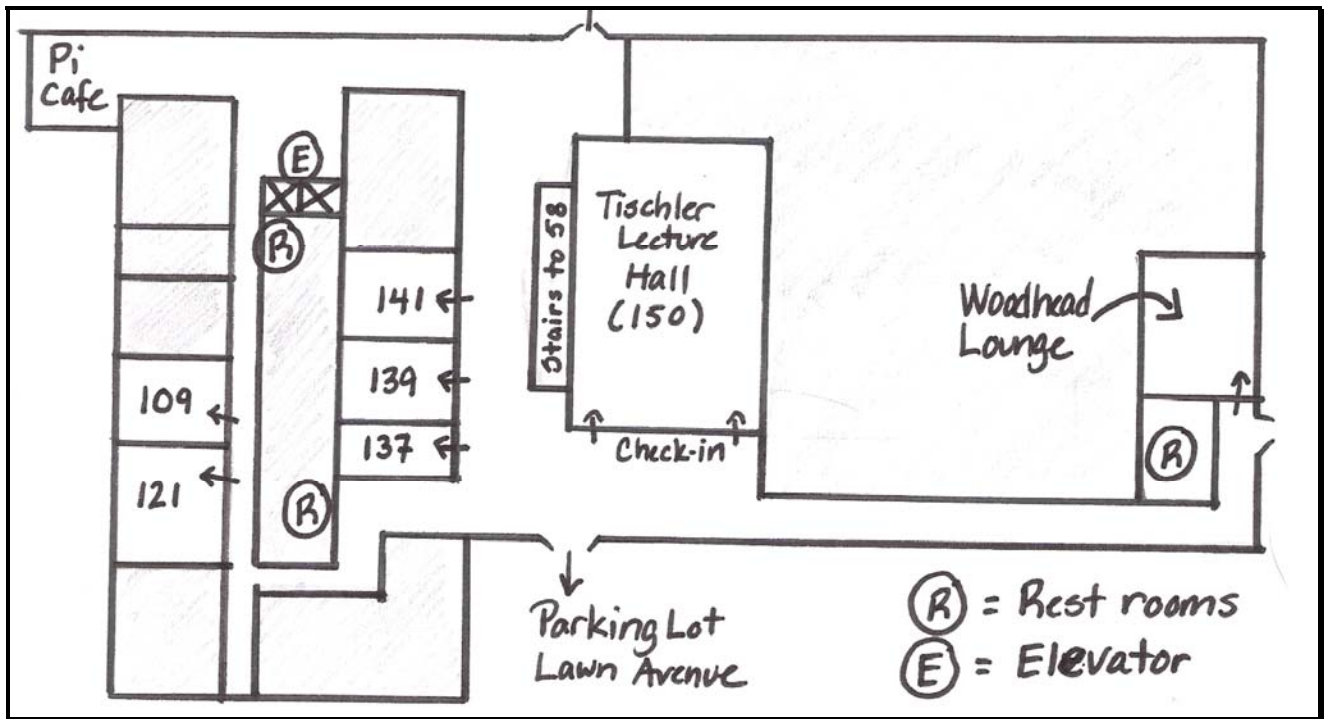 Pi
Cafe
E
R
141
139
137
109
121
R
Stairs to 58
Tischler
Lecture
Hall
(150)
Check-in
Woodhead
Lounge
R
Parking Lot
Lawn Avenue
R = Rest rooms
E = Elevator